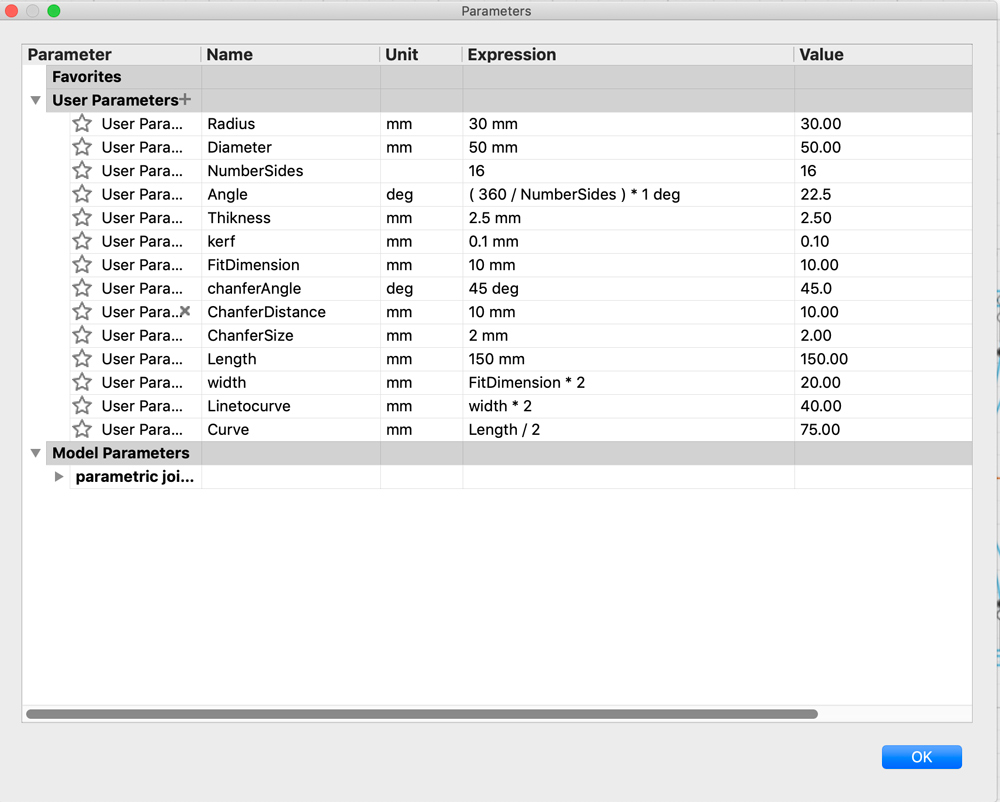 Parameters
Parameter Name Unit Expression Value
Favorites
User Parameters+
User Para... Radius mm 30 mm 30.00
User Para... Diameter mm 50 mm 50.00
User Para... NumberSides 16 16
User Para... Angle deg ( 360 / NumberSides ) * 1 deg 22.5
User Para... Thikness mm 2.5 mm 2.50
User Para... kerf mm 0.1 mm 0.10
User Para... FitDimension mm 10 mm 10.00
User Para... chanferAngle deg 45 deg 45.0
User Para.. ChanferDistance mm 10 mm 10.00
User Para... ChanferSize mm 2 mm 2.00
User Para... Length mm 150 mm 150.00
User Para... width mm FitDimension * 2 20.00
User Para... Linetocurve mm width * 2 40.00
User Para... Curve mm Length / 2 75.00
Model Parameters
parametric joi...
OK